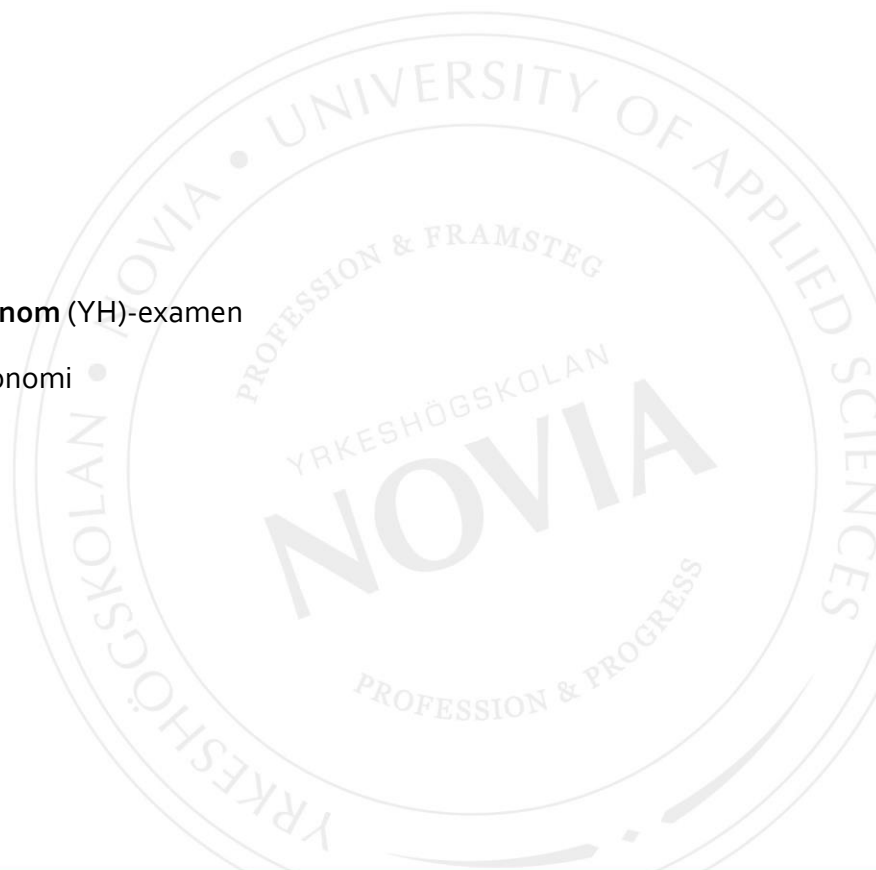 nom (YH)-examen
onomi
YRKESHÖGSKOLAN • NOVIA • UNIVERSITY OF APPLIED SCIENCES
PROFESSION & FRAMSTEG
YRKESHÖGSKOLAN
NOVIA
PROFESSION & PROGRESS